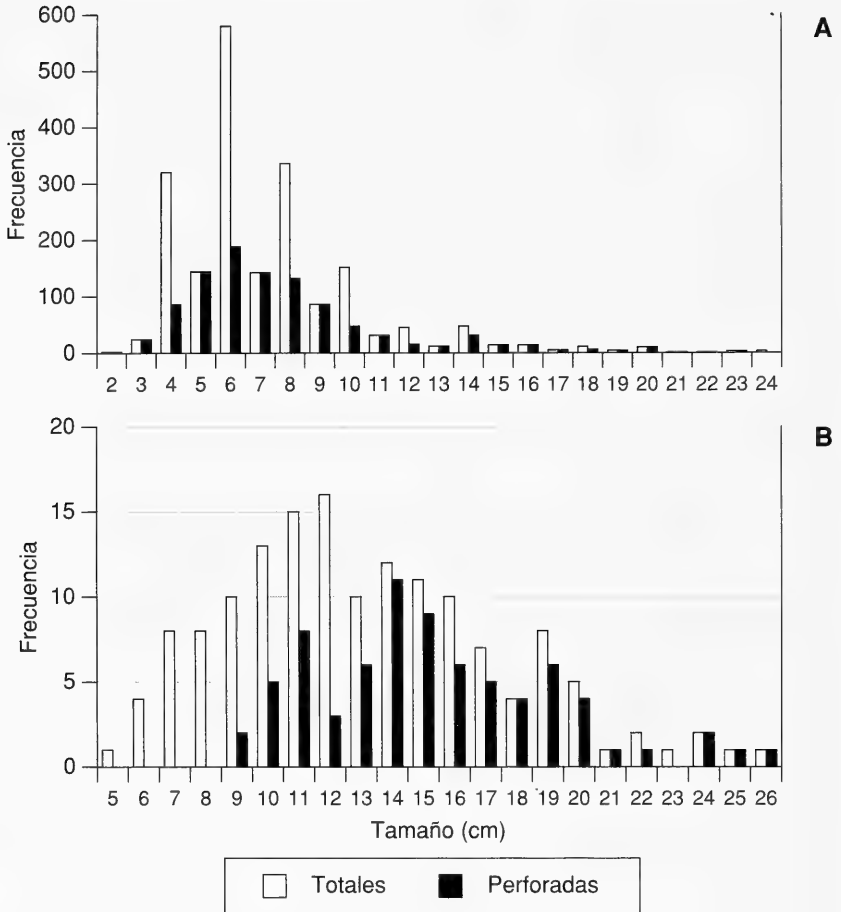 A
Frecuencia
600
500
400
300
200
100
0
2 3 4 5 6 7 8 9 10 11 12 13 14 15 16 17 18 19 20 21 22 23 24
B
Frecuencia
20
15
10
5
0
5 6 7 8 9 10 11 12 13 14 15 16 17 18 19 20 21 22 23 24 25 26
Tamaño (cm)
Totales Perforadas